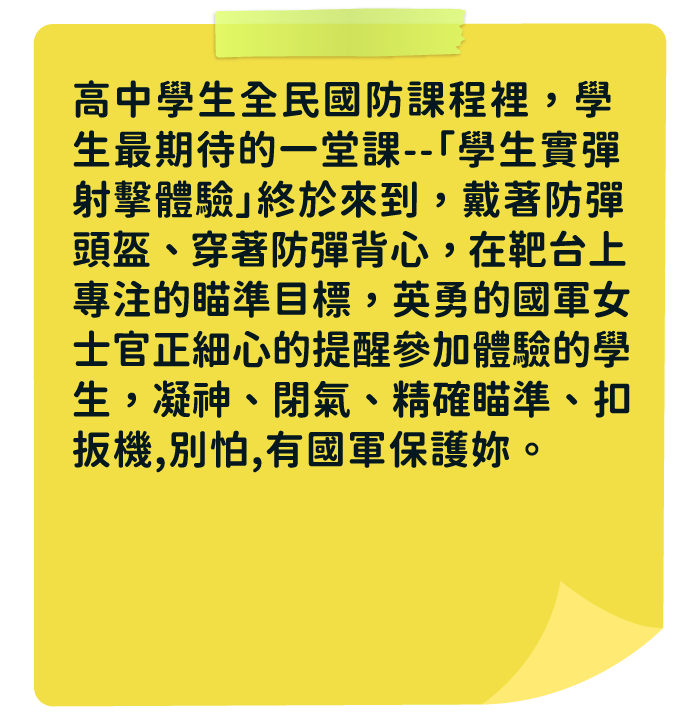 高中學生全民國防課程裡，學
生最期待的一堂課--「學生實彈
射擊體驗」終於來到，戴著防彈
頭盔、穿著防彈背心，在靶台上
專注的瞄準目標，英勇的國軍女
士官正細心的提醒參加體驗的學
生，凝神、閉氣、精確瞄準、扣
扳機,別怕,有國軍保護妳。